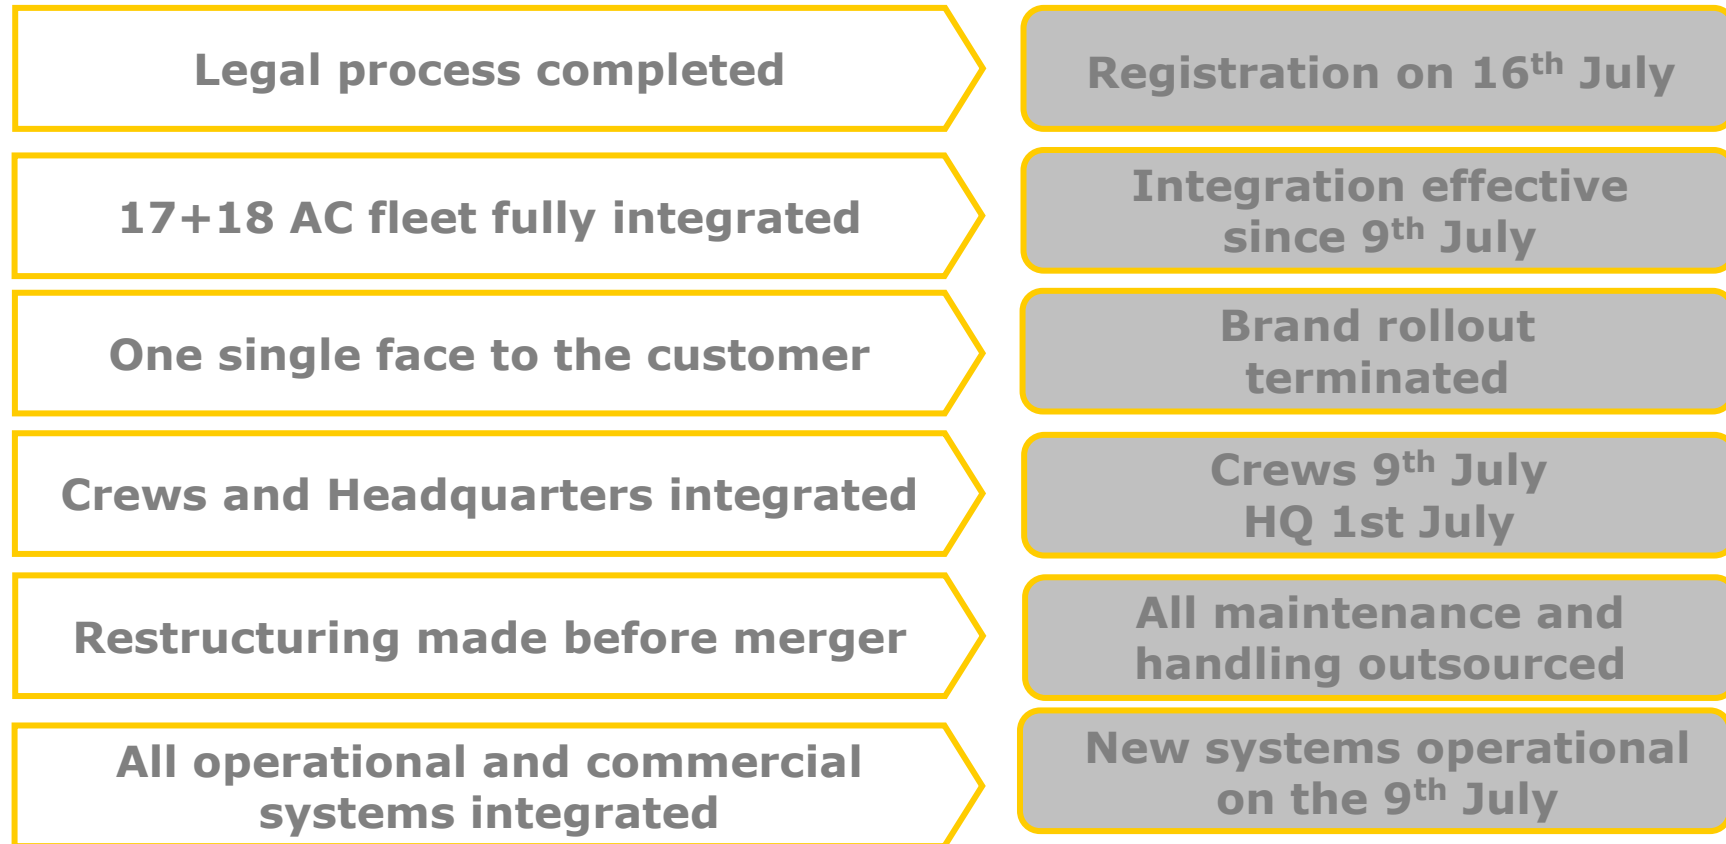 Legal process completed
Registration on 16th July
17+18 AC fleet fully integrated
Integration effective
since 9th July
One single face to the customer
Brand rollout
terminated
Crews and Headquarters integrated
Crews 9th July
HQ 1st July
Restructuring made before merger
All maintenance and
handling outsourced
All operational and commercial
systems integrated
New systems operational
on the 9th July